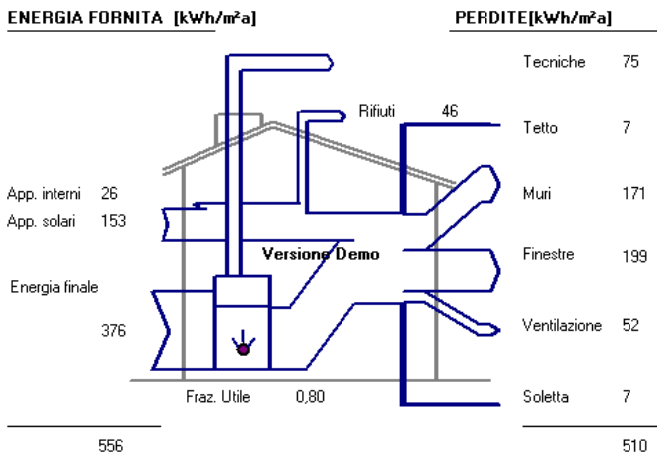 ENERGIA FORNITA [kWh/m²a]
PERDITE[kWh/m²a]
Tecniche 75
Rifiuti 46
Tetto 7
App. interni 26
Muri 171
App. solari 153
Versione Demo
Finestre 199
Energia finale
376
Ventilazione 52
Fraz. Utile 0,80
Soletta 7
556
510